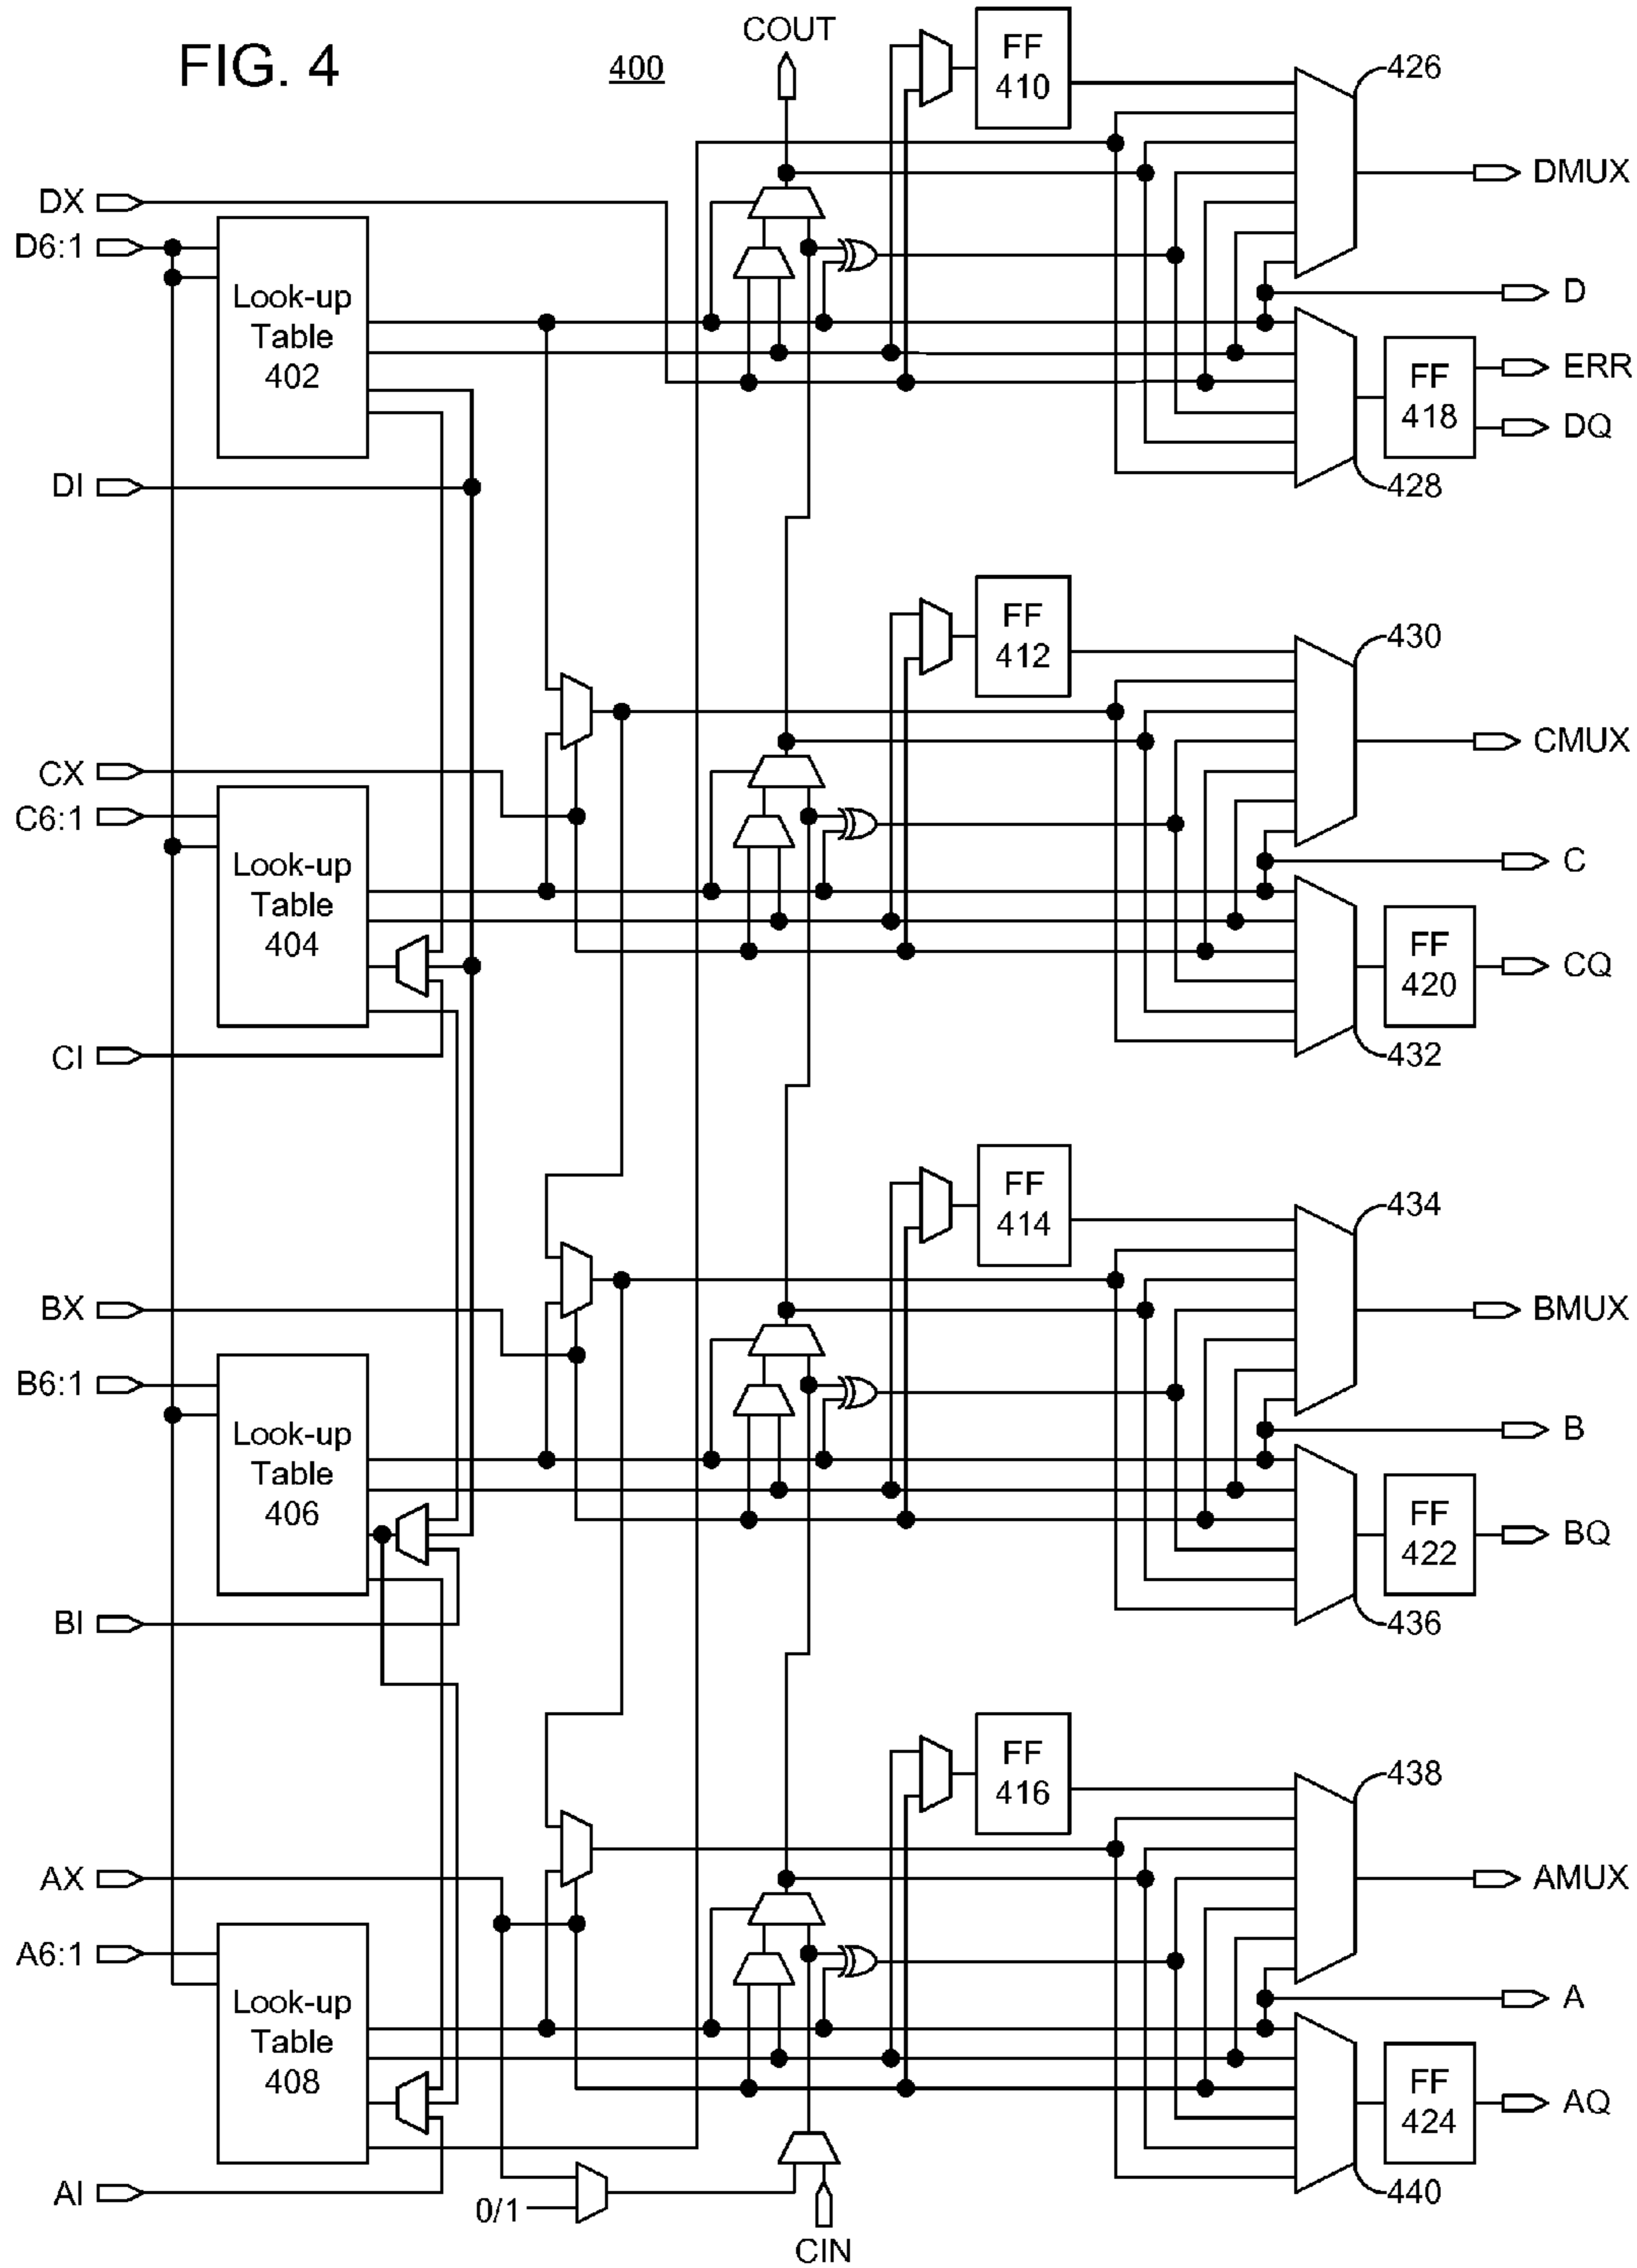 FIG. 4
400
COUT
FF
410
426
DX
DMUX
D6:1
Look-up
Table
402
D
FF
418
ERR
DQ
DI
428
FF
412
430
CX
CMUX
C6:1
Look-up
Table
404
C
FF
420
CQ
CI
432
FF
414
434
BX
BMUX
B6:1
Look-up
Table
406
B
FF
422
BQ
BI
436
FF
416
438
AX
AMUX
A6:1
Look-up
Table
408
A
FF
424
AQ
AI
0/1
440
CIN